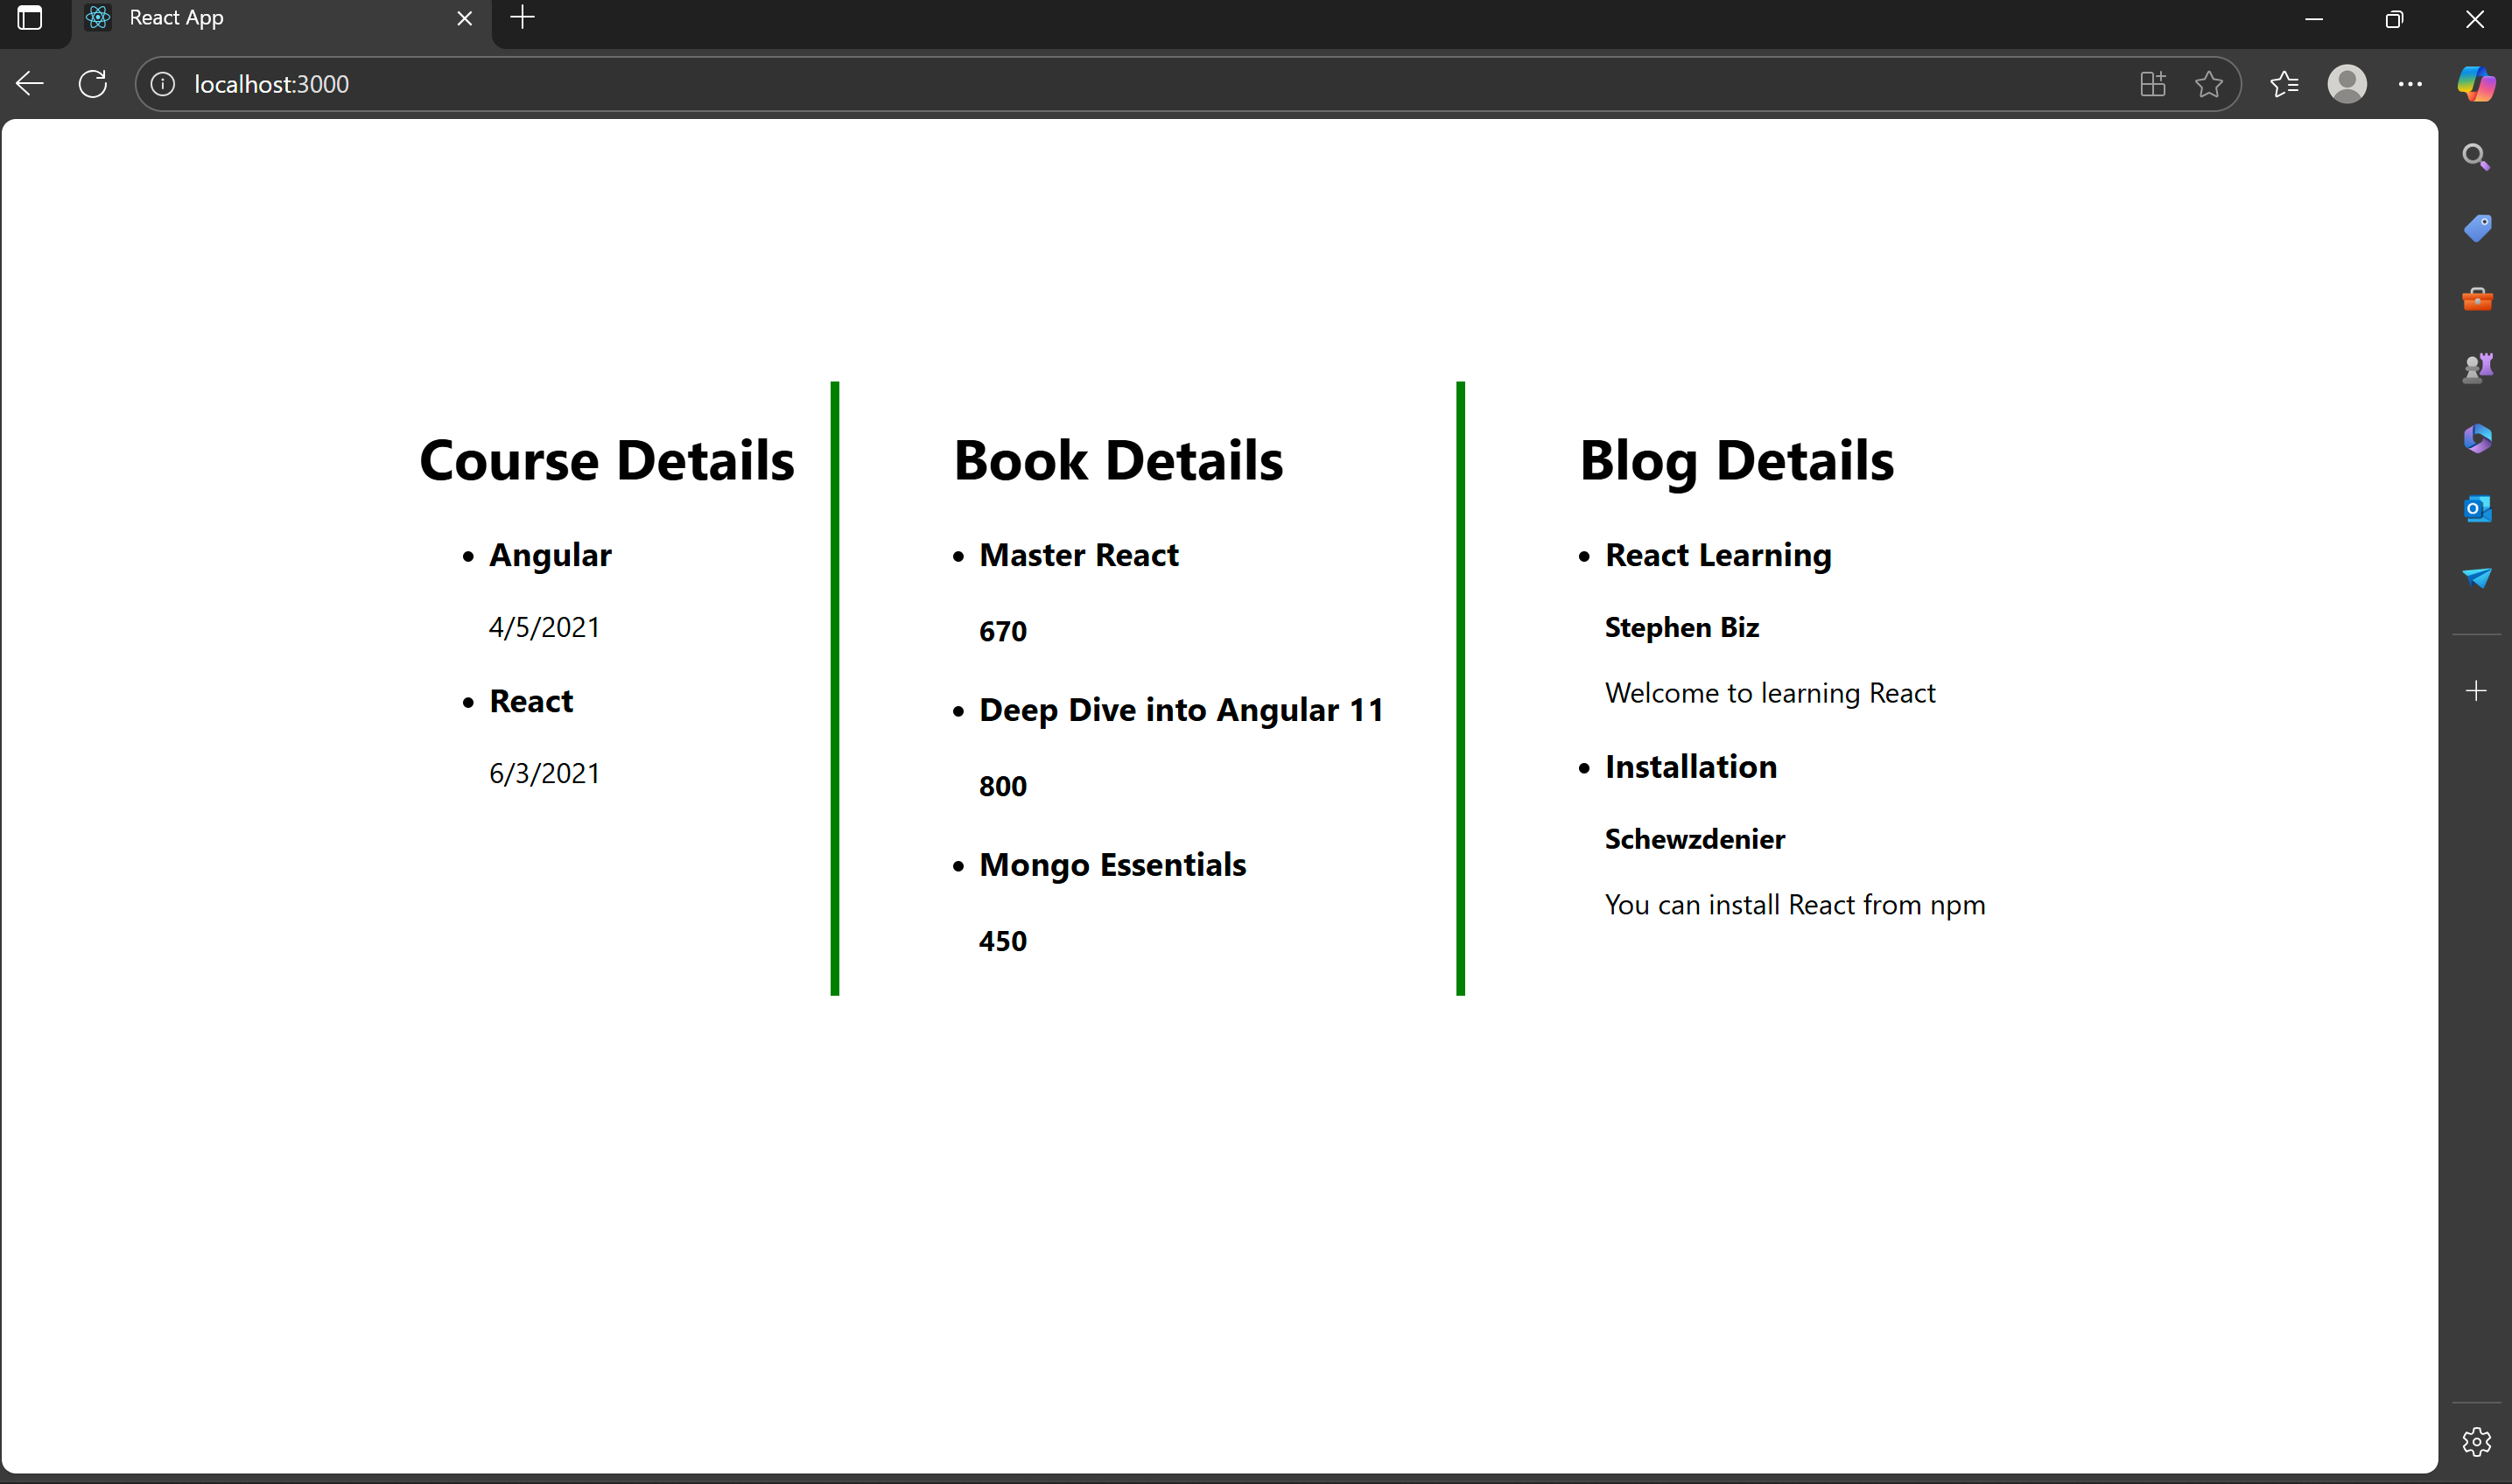 React App
localhost:3000
Course Details
• Angular
4/5/2021
• React
6/3/2021
Book Details
• Master React
670
• Deep Dive into Angular 11
800
• Mongo Essentials
450
Blog Details
• React Learning
Stephen Biz
Welcome to learning React
• Installation
Schewzdenier
You can install React from npm